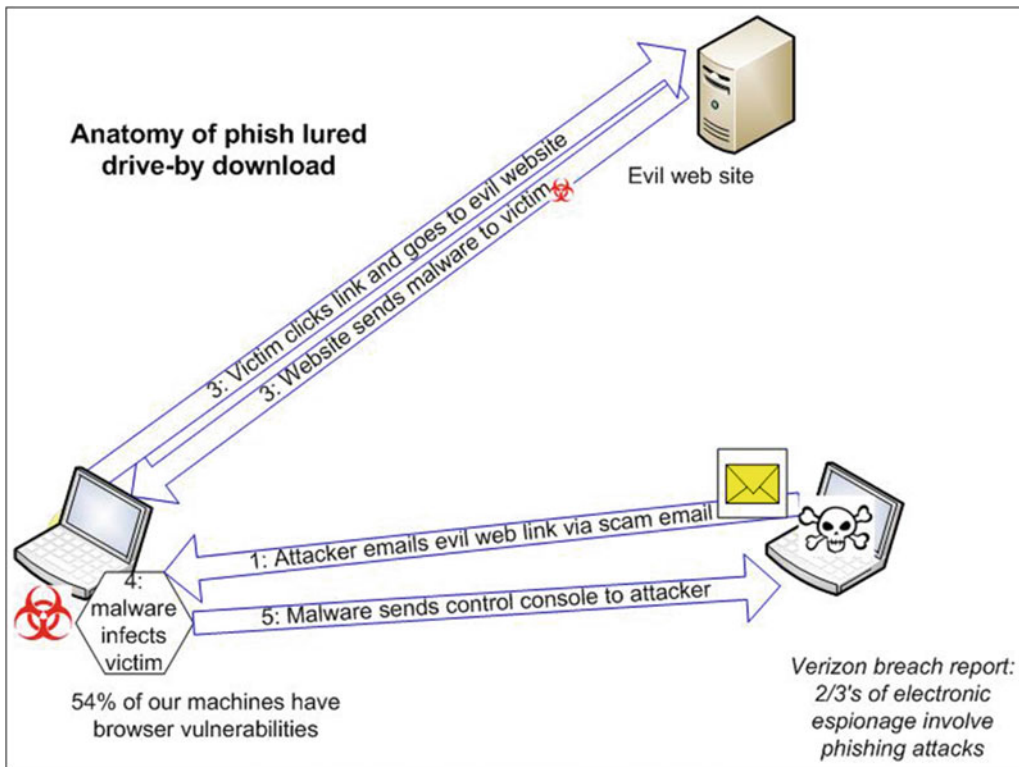 Anatomy of phish lured
drive-by download
Evil web site
3: Victim clicks link and goes to evil website
3: Website sends malware to victim
1: Attacker emails evil web link via scam email
5: Malware sends control console to attacker
4:
malware
infects
victim
54% of our machines have
browser vulnerabilities
Verizon breach report:
2/3's of electronic
espionage involve
phishing attacks